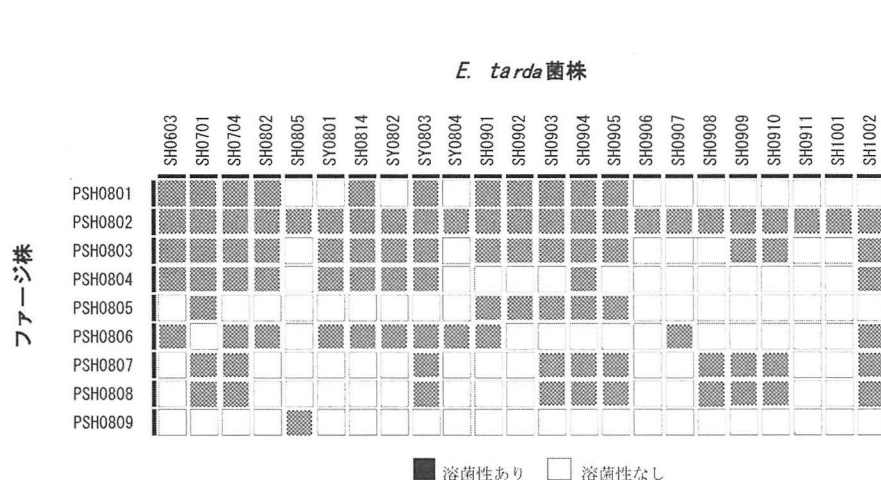 E. tarda菌株
SH0603 SH0701 SH0704 SH0802 SH0805 SY0801 SH0814 SY0802 SY0803 SY0804 SH0901 SH0902 SH0903 SH0904 SH0905 SH0906 SH0907 SH0908 SH0909 SH0910 SH0911 SH1001 SH1002
ファージ株
PSH0801
PSH0802
PSH0803
PSH0804
PSH0805
PSH0806
PSH0807
PSH0808
PSH0809
溶菌性あり 溶菌性なし